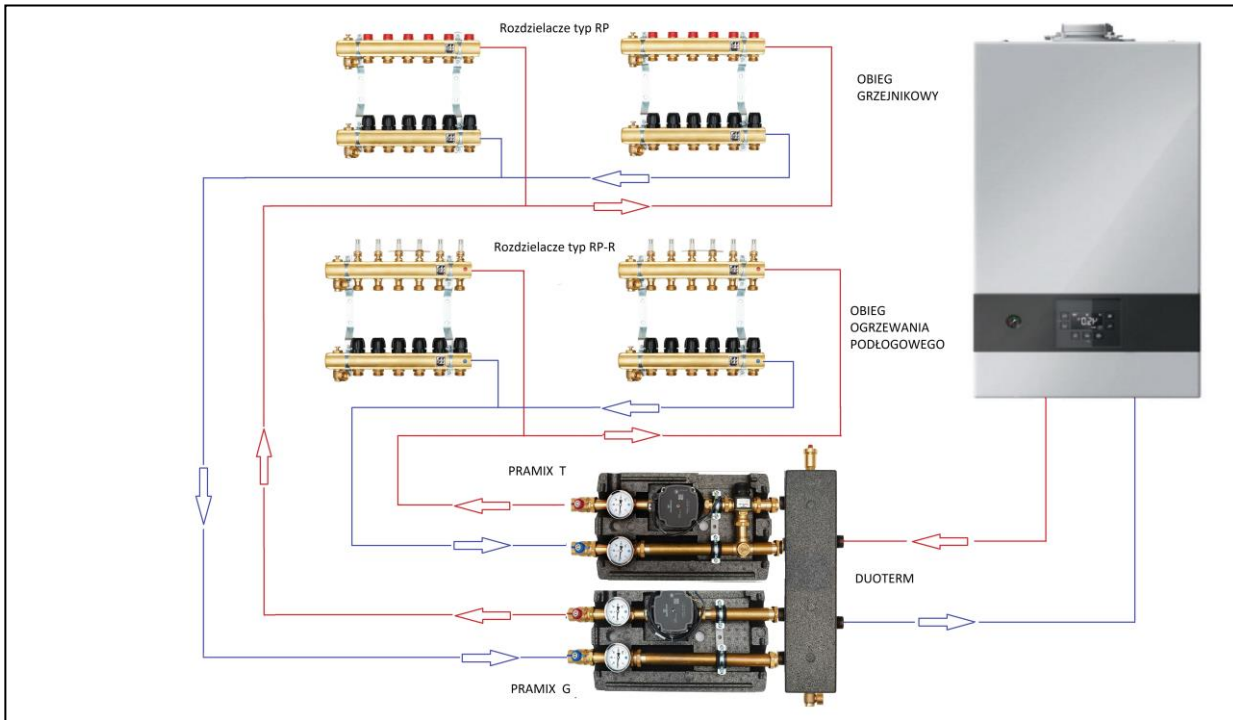 Rozdzielacze typ RP
OBIEG
GRZEJNIKOWY
Rozdzielacze typ RP-R
OBIEG
OGRZEWANIA
PODŁOGOWEGO
PRAMIX T
DUOTERM
PRAMIX G